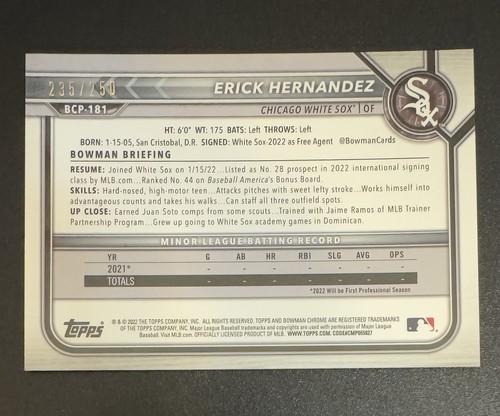 235/250
ERICK HERNANDEZ
BCP-181
CHICAGO WHITE SOX® | OF
Sox
HT: 6'0" WT: 175 BATS: Left THROWS: Left
BORN: 1-15-05, San Cristobal, D.R. SIGNED: White Sox-2022 as Free Agent @BowmanCards
BOWMAN BRIEFING
RESUME: Joined White Sox on 1/15/22...Listed as No. 28 prospect in 2022 international signing
class by MLB.com...Ranked No. 44 on Baseball America's Bonus Board.
SKILLS: Hard-nosed, high-motor teen...Attacks pitches with sweet lefty stroke...Works himself into
advantageous counts and takes his walks...Can staff all three outfield spots.
UP CLOSE: Earned Juan Soto comps from some scouts...Trained with Jaime Ramos of MLB Trainer
Partnership Program...Grew up going to White Sox academy games in Dominican.
MINOR LEAGUE BATTING RECORD
YR G AB HR RBI SLG AVG OPS
2021* - - - - - - -
TOTALS - - - - - - -
*2022 Will be First Professional Season
Topps
® & © 2022 THE TOPPS COMPANY, INC. ALL RIGHTS RESERVED. TOPPS AND BOWMAN CHROME ARE REGISTERED TRADEMARKS
OF THE TOPPS COMPANY, INC. Major League Baseball trademarks and copyrights are used with permission of Major League
Baseball. Visit MLB.com. OFFICIALLY LICENSED PRODUCT OF MLB. WWW.TOPPS.COM. CODE#CMP065927